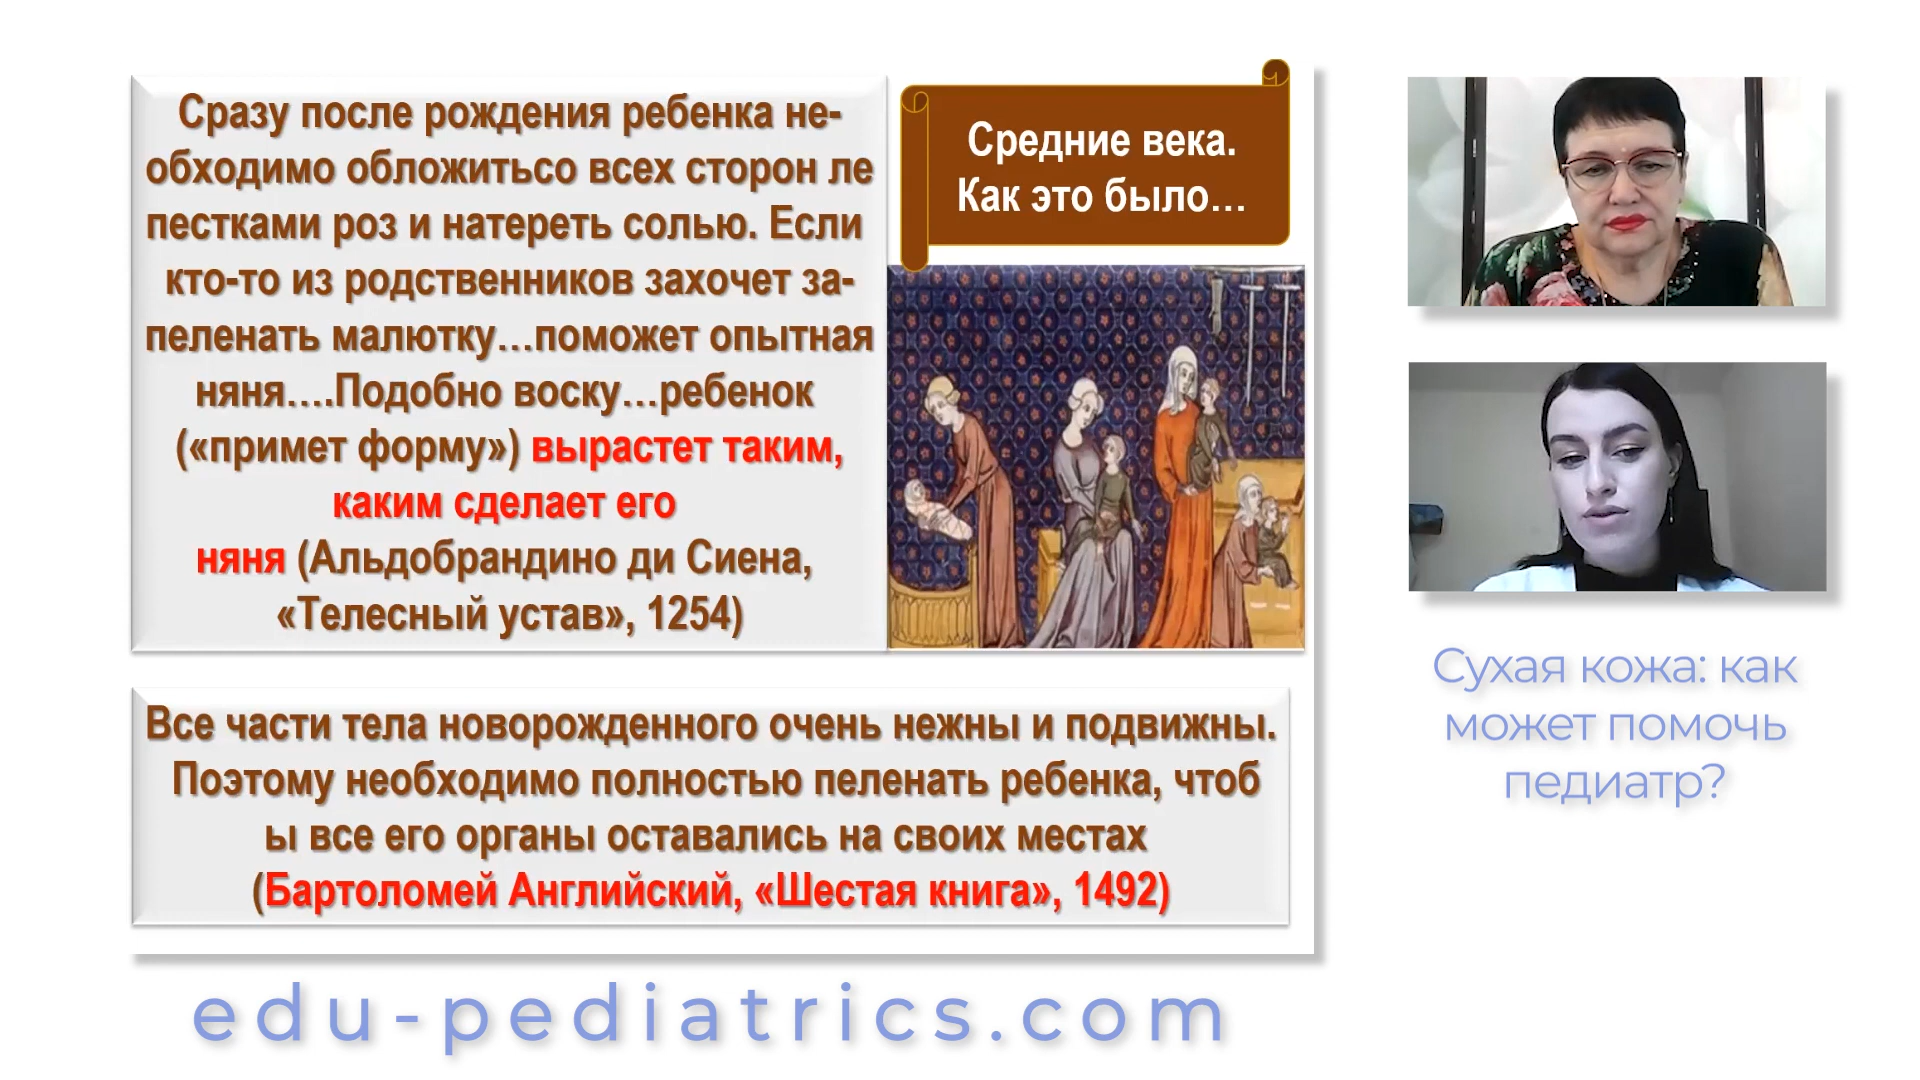 Сразу после рождения ребенка не-
обходимо обложитьсо всех сторон ле
пестками роз и натереть солью. Если
кто-то из родственников захочет за-
пеленать малютку…поможет опытная
няня….Подобно воску…ребенок
(«примет форму») вырастет таким,
каким сделает его
няня (Альдобрандино ди Сиена,
«Телесный устав», 1254)
Средние века.
Как это было…
Все части тела новорожденного очень нежны и подвижны.
Поэтому необходимо полностью пеленать ребенка, чтоб
ы все его органы оставались на своих местах
(Бартоломей Английский, «Шестая книга», 1492)
Сухая кожа: как
может помочь
педиатр?
edu-pediatrics.com